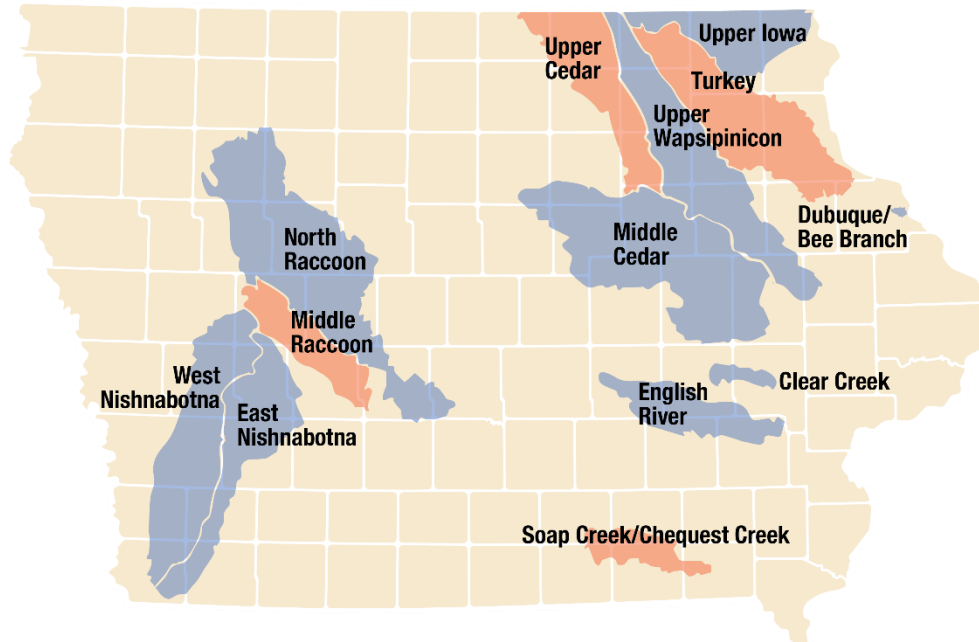 Upper Iowa
Upper
Cedar
Turkey
Upper
Wapsipinicon
Dubuque/
Bee Branch
North
Raccoon
Middle
Cedar
Middle
Raccoon
West
Nishnabotna
East
Nishnabotna
Clear Creek
English
River
Soap Creek/Chequest Creek